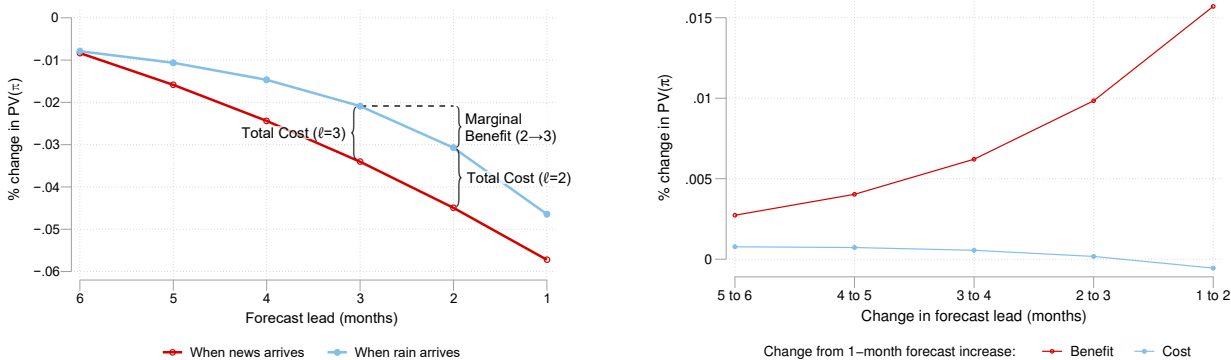 0
−.01
−.02
−.03
−.04
−.05
−.06
% change in PV(π)
Total Cost (ℓ=3)
Marginal
Benefit (2→3)
Total Cost (ℓ=2)
6 5 4 3 2 1
Forecast lead (months)
When news arrives When rain arrives
.015
.01
.005
0
% change in PV(π)
5 to 6 4 to 5 3 to 4 2 to 3 1 to 2
Change in forecast lead (months)
Change from 1−month forecast increase: Benefit Cost